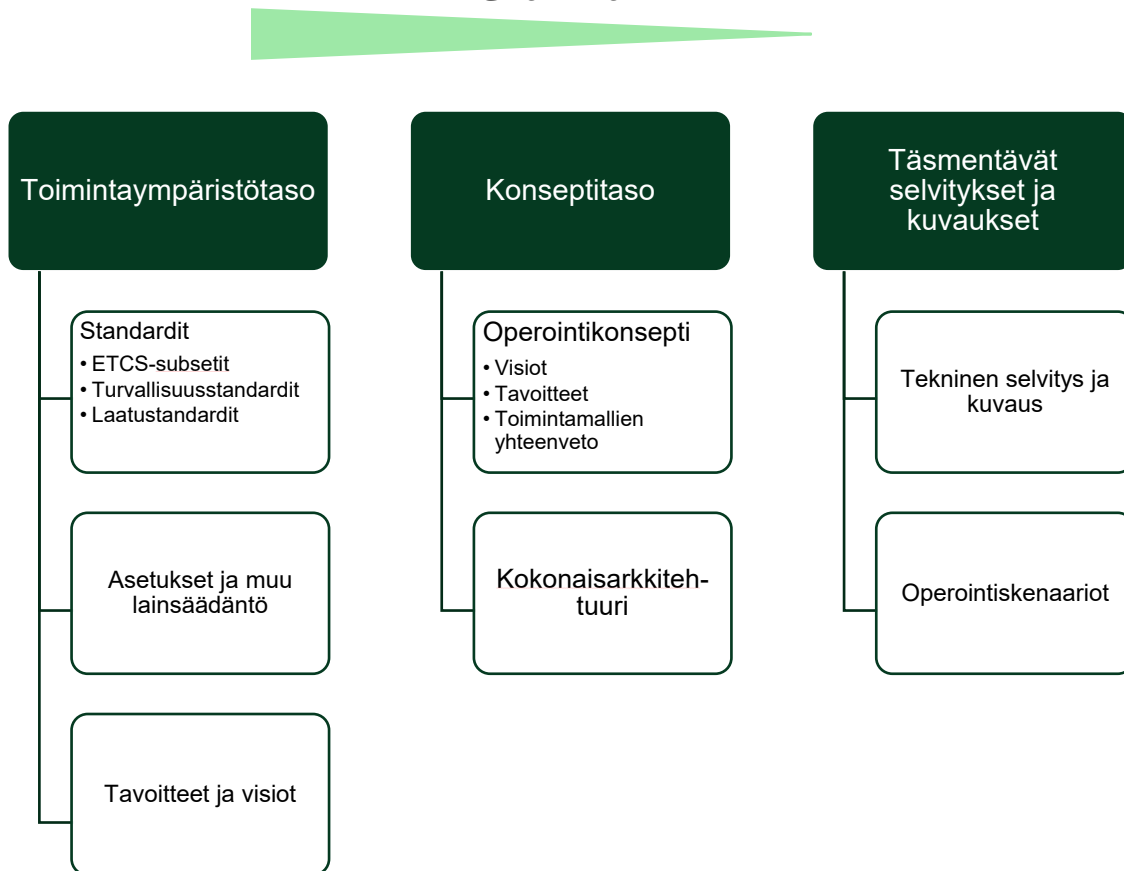 Toimintaympäristötaso
Standardit
• ETCS-subsetit
• Turvallisuusstandardit
• Laatustandardit
Asetukset ja muu
lainsäädäntö
Tavoitteet ja visiot
Konseptitaso
Operointikonsepti
• Visiot
• Tavoitteet
• Toimintamallien
yhteenveto
Kokonaisarkkiteh-
tuuri
Täsmentävät
selvitykset ja
kuvaukset
Tekninen selvitys ja
kuvaus
Operointiskenaariot